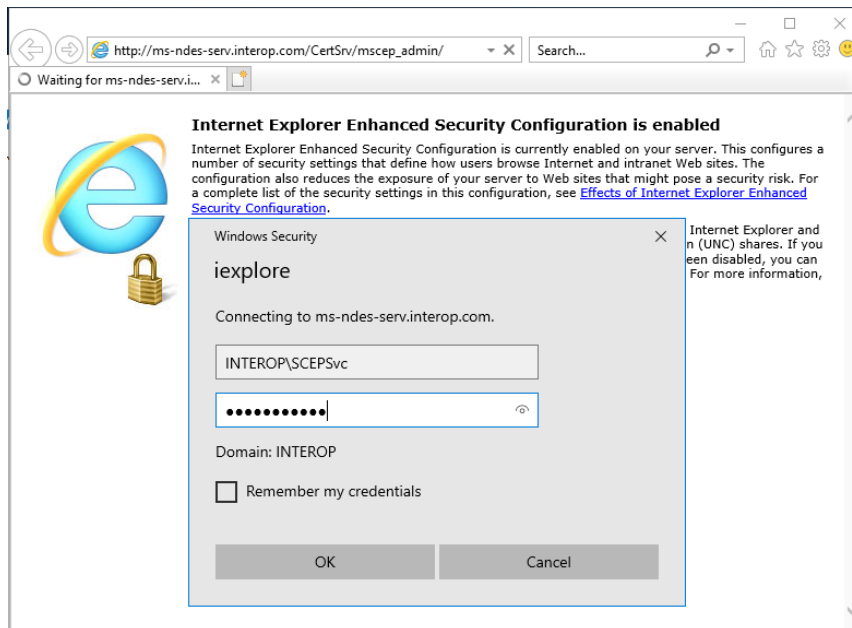 http://ms-ndes-serv.interop.com/CertSrv/mscep_admin/
Search...
Waiting for ms-ndes-serv.i...
Internet Explorer Enhanced Security Configuration is enabled
Internet Explorer Enhanced Security Configuration is currently enabled on your server. This configures a
number of security settings that define how users browse Internet and intranet Web sites. The
configuration also reduces the exposure of your server to Web sites that might pose a security risk. For
a complete list of the security settings in this configuration, see Effects of Internet Explorer Enhanced
Security Configuration.
Internet Explorer and
(UNC) shares. If you
disabled, you can
For more information,
Windows Security
iexplore
Connecting to ms-ndes-serv.interop.com.
INTEROP\SCEPSvc
●●●●●●●●●●●
Domain: INTEROP
Remember my credentials
OK
Cancel